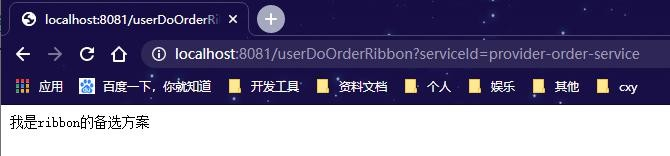 localhost:8081/userDoOrderRi
localhost:8081/userDoOrderRibbon?serviceId=provider-order-service
应用 百度一下，你就知道 开发工具 资料文档 个人 娱乐 其他 cxy
我是ribbon的备选方案